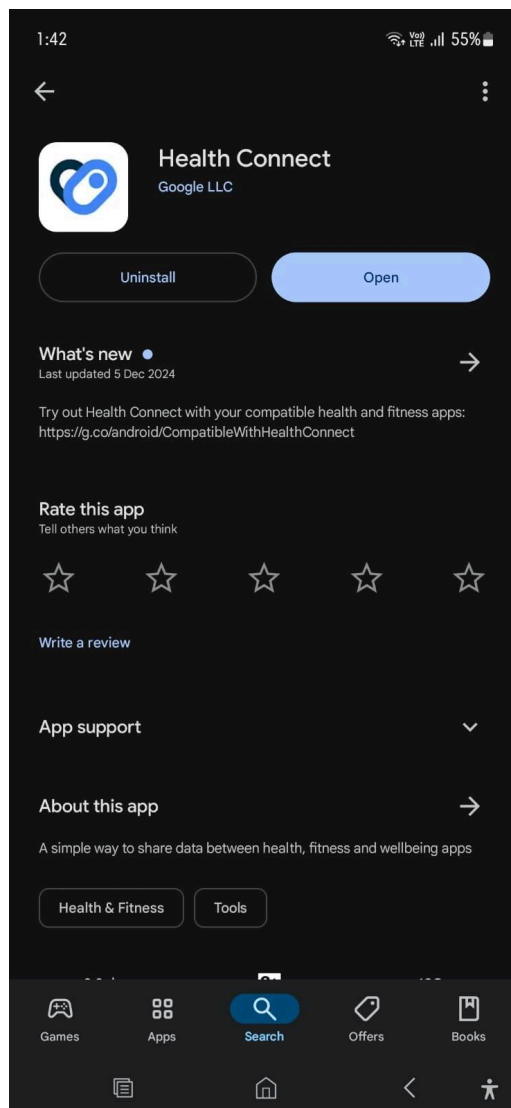 1:42
Vo)) LTE 55%
Health Connect
Google LLC
Uninstall
Open
What's new
Last updated 5 Dec 2024
Try out Health Connect with your compatible health and fitness apps:
https://g.co/android/CompatibleWithHealthConnect
Rate this app
Tell others what you think
Write a review
App support
About this app
A simple way to share data between health, fitness and wellbeing apps
Health & Fitness
Tools
Games
Apps
Search
Offers
Books